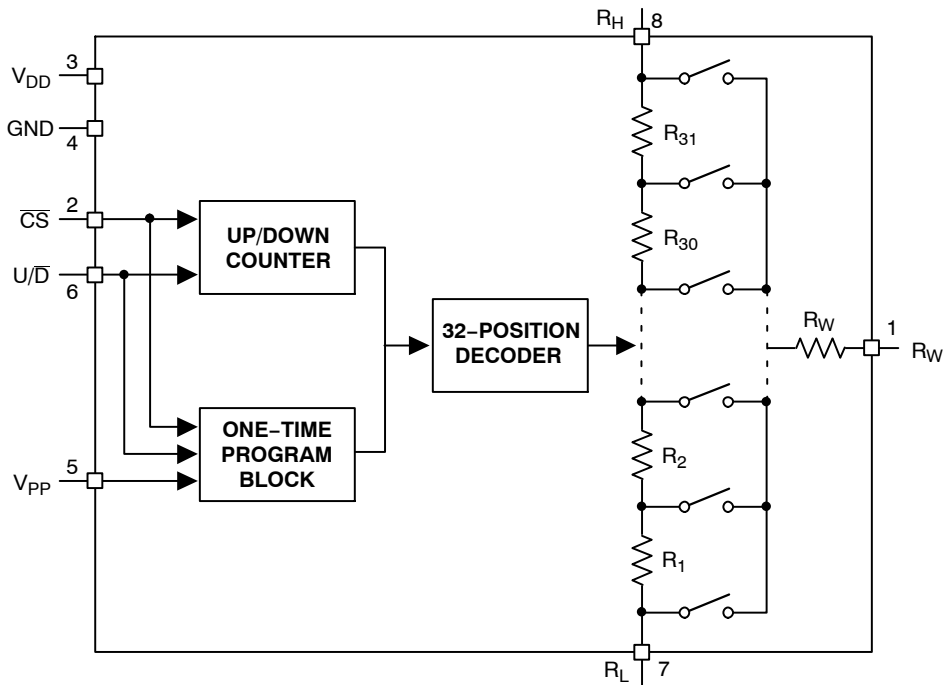 R_H 8
3
V_DD
GND
4
2
C̅S̅
U/D̅
6
5
V_PP
UP/DOWN
COUNTER
ONE–TIME
PROGRAM
BLOCK
32–POSITION
DECODER
R_31
R_30
R_W
1
R_W
R_2
R_1
R_L 7